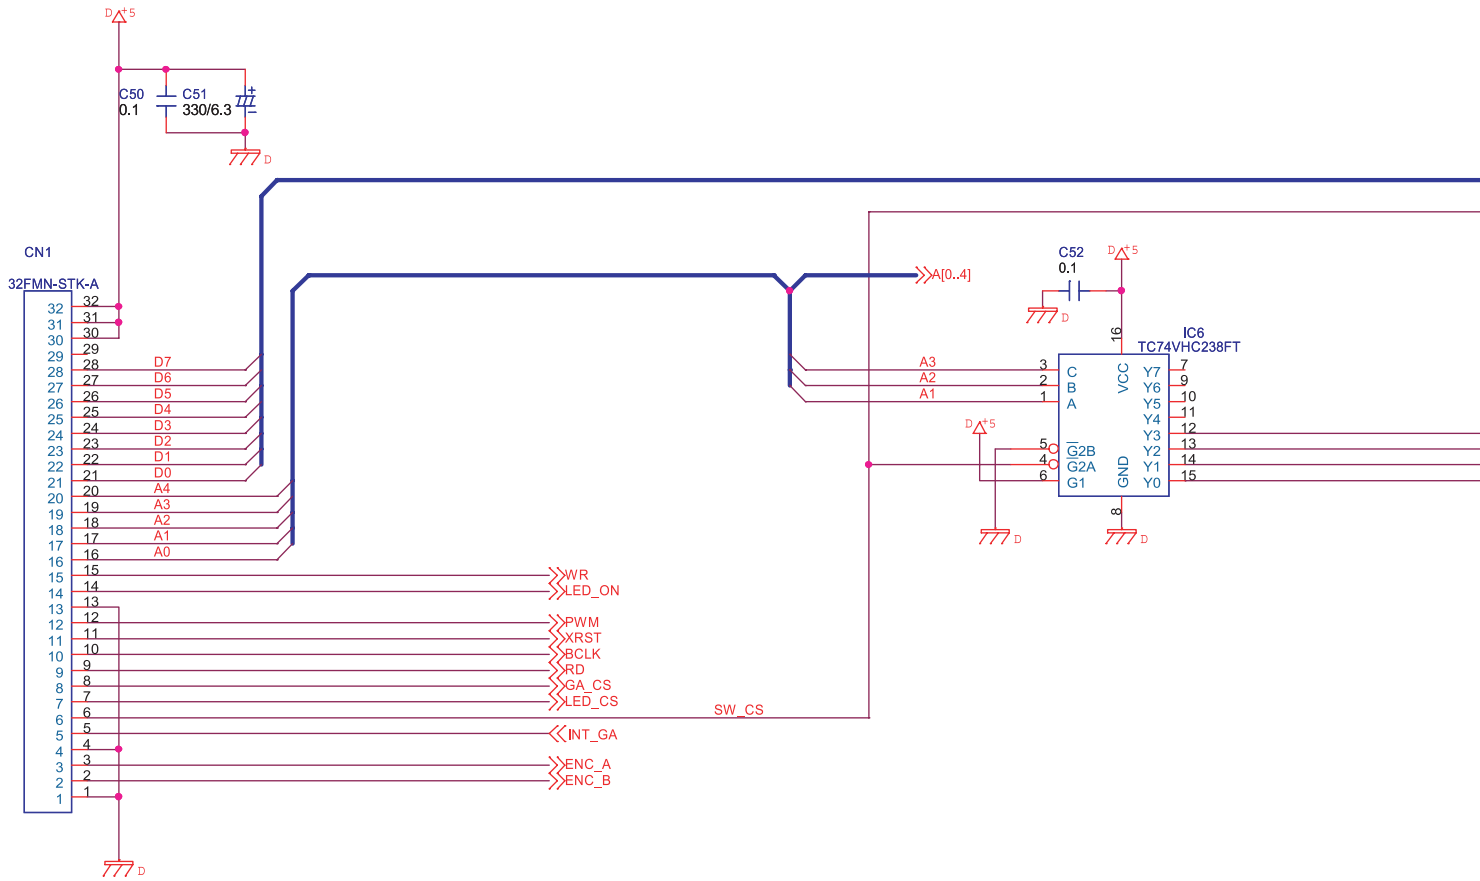 D +5
C50
0.1
C51
330/6.3
+
D
CN1
32FMN-STK-A
32 32
31 31
30 30
29 29
28 28 D7
27 27 D6
26 26 D5
25 25 D4
24 24 D3
23 23 D2
22 22 D1
21 21 D0
20 20 A4
19 19 A3
18 18 A2
17 17 A1
16 16 A0
15 15 WR
14 14 LED_ON
13 13
12 12 PWM
11 11 XRST
10 10 BCLK
9 9 RD
8 8 GA_CS
7 7 LED_CS
6 6 SW_CS
5 5 INT_GA
4 4
3 3 ENC_A
2 2 ENC_B
1 1
D
A[0..4]
C52
0.1
D
D +5
16
IC6
TC74VHC238FT
A3 3 C VCC Y7 7
A2 2 B Y6 9
A1 1 A Y5 10
Y4 11
D +5
Y3 12
5 G2B Y2 13
4 G2A Y1 14
6 G1 GND Y0 15
8
D
D